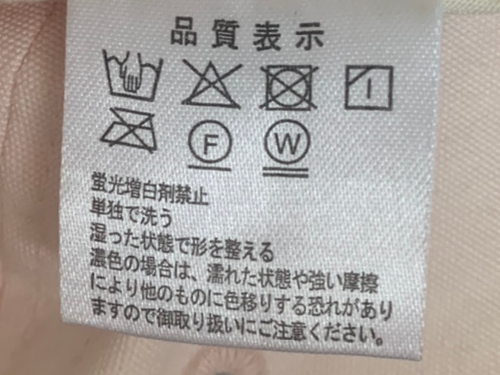 品質表示
F W
蛍光増白剤禁止
単独で洗う
湿った状態で形を整える
濃色の場合は、濡れた状態や強い摩擦
により他のものに色移りする恐れがあり
ますので御取り扱いにご注意ください。